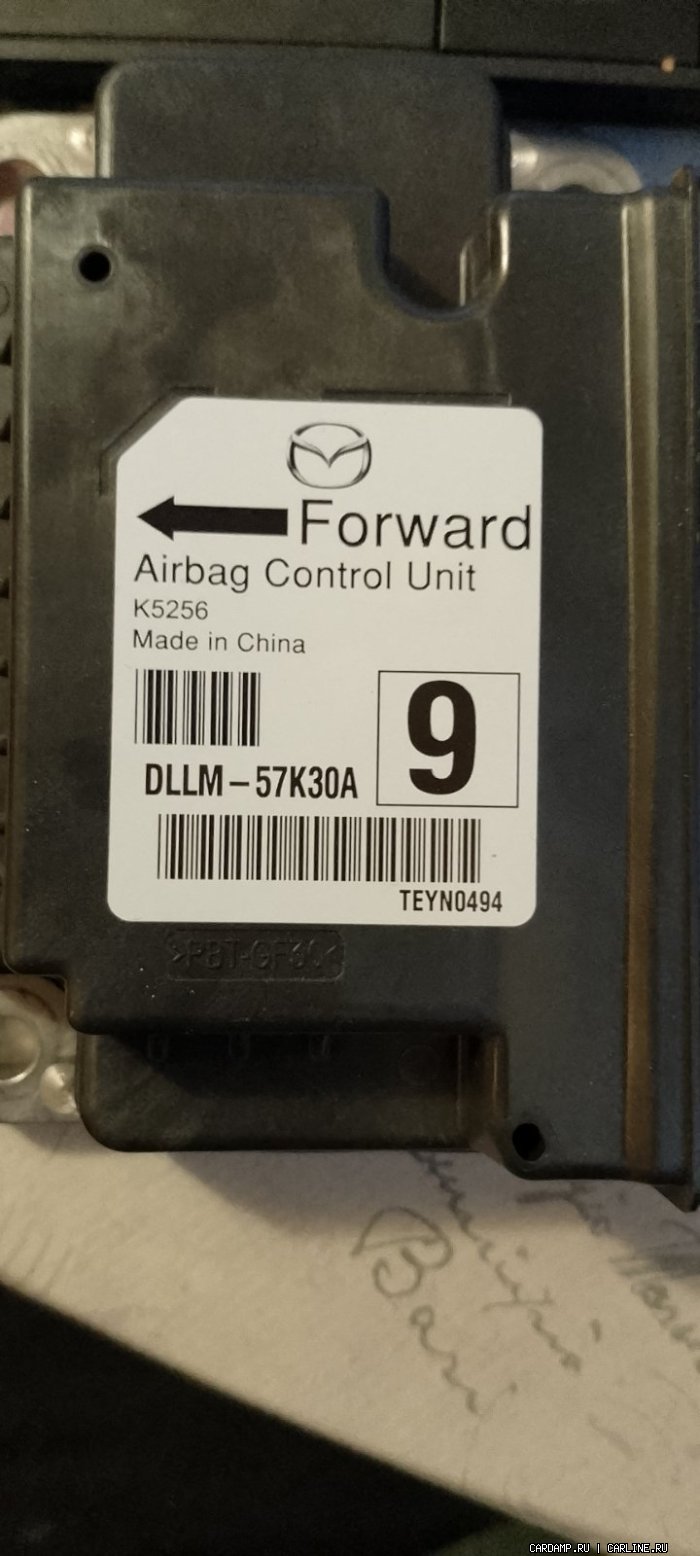 Forward
Airbag Control Unit
K5256
Made in China
9
DLLM-57K30A
TEYN0494
>PBT-GF30<
CARDAMP.RU | CARLINE.RU